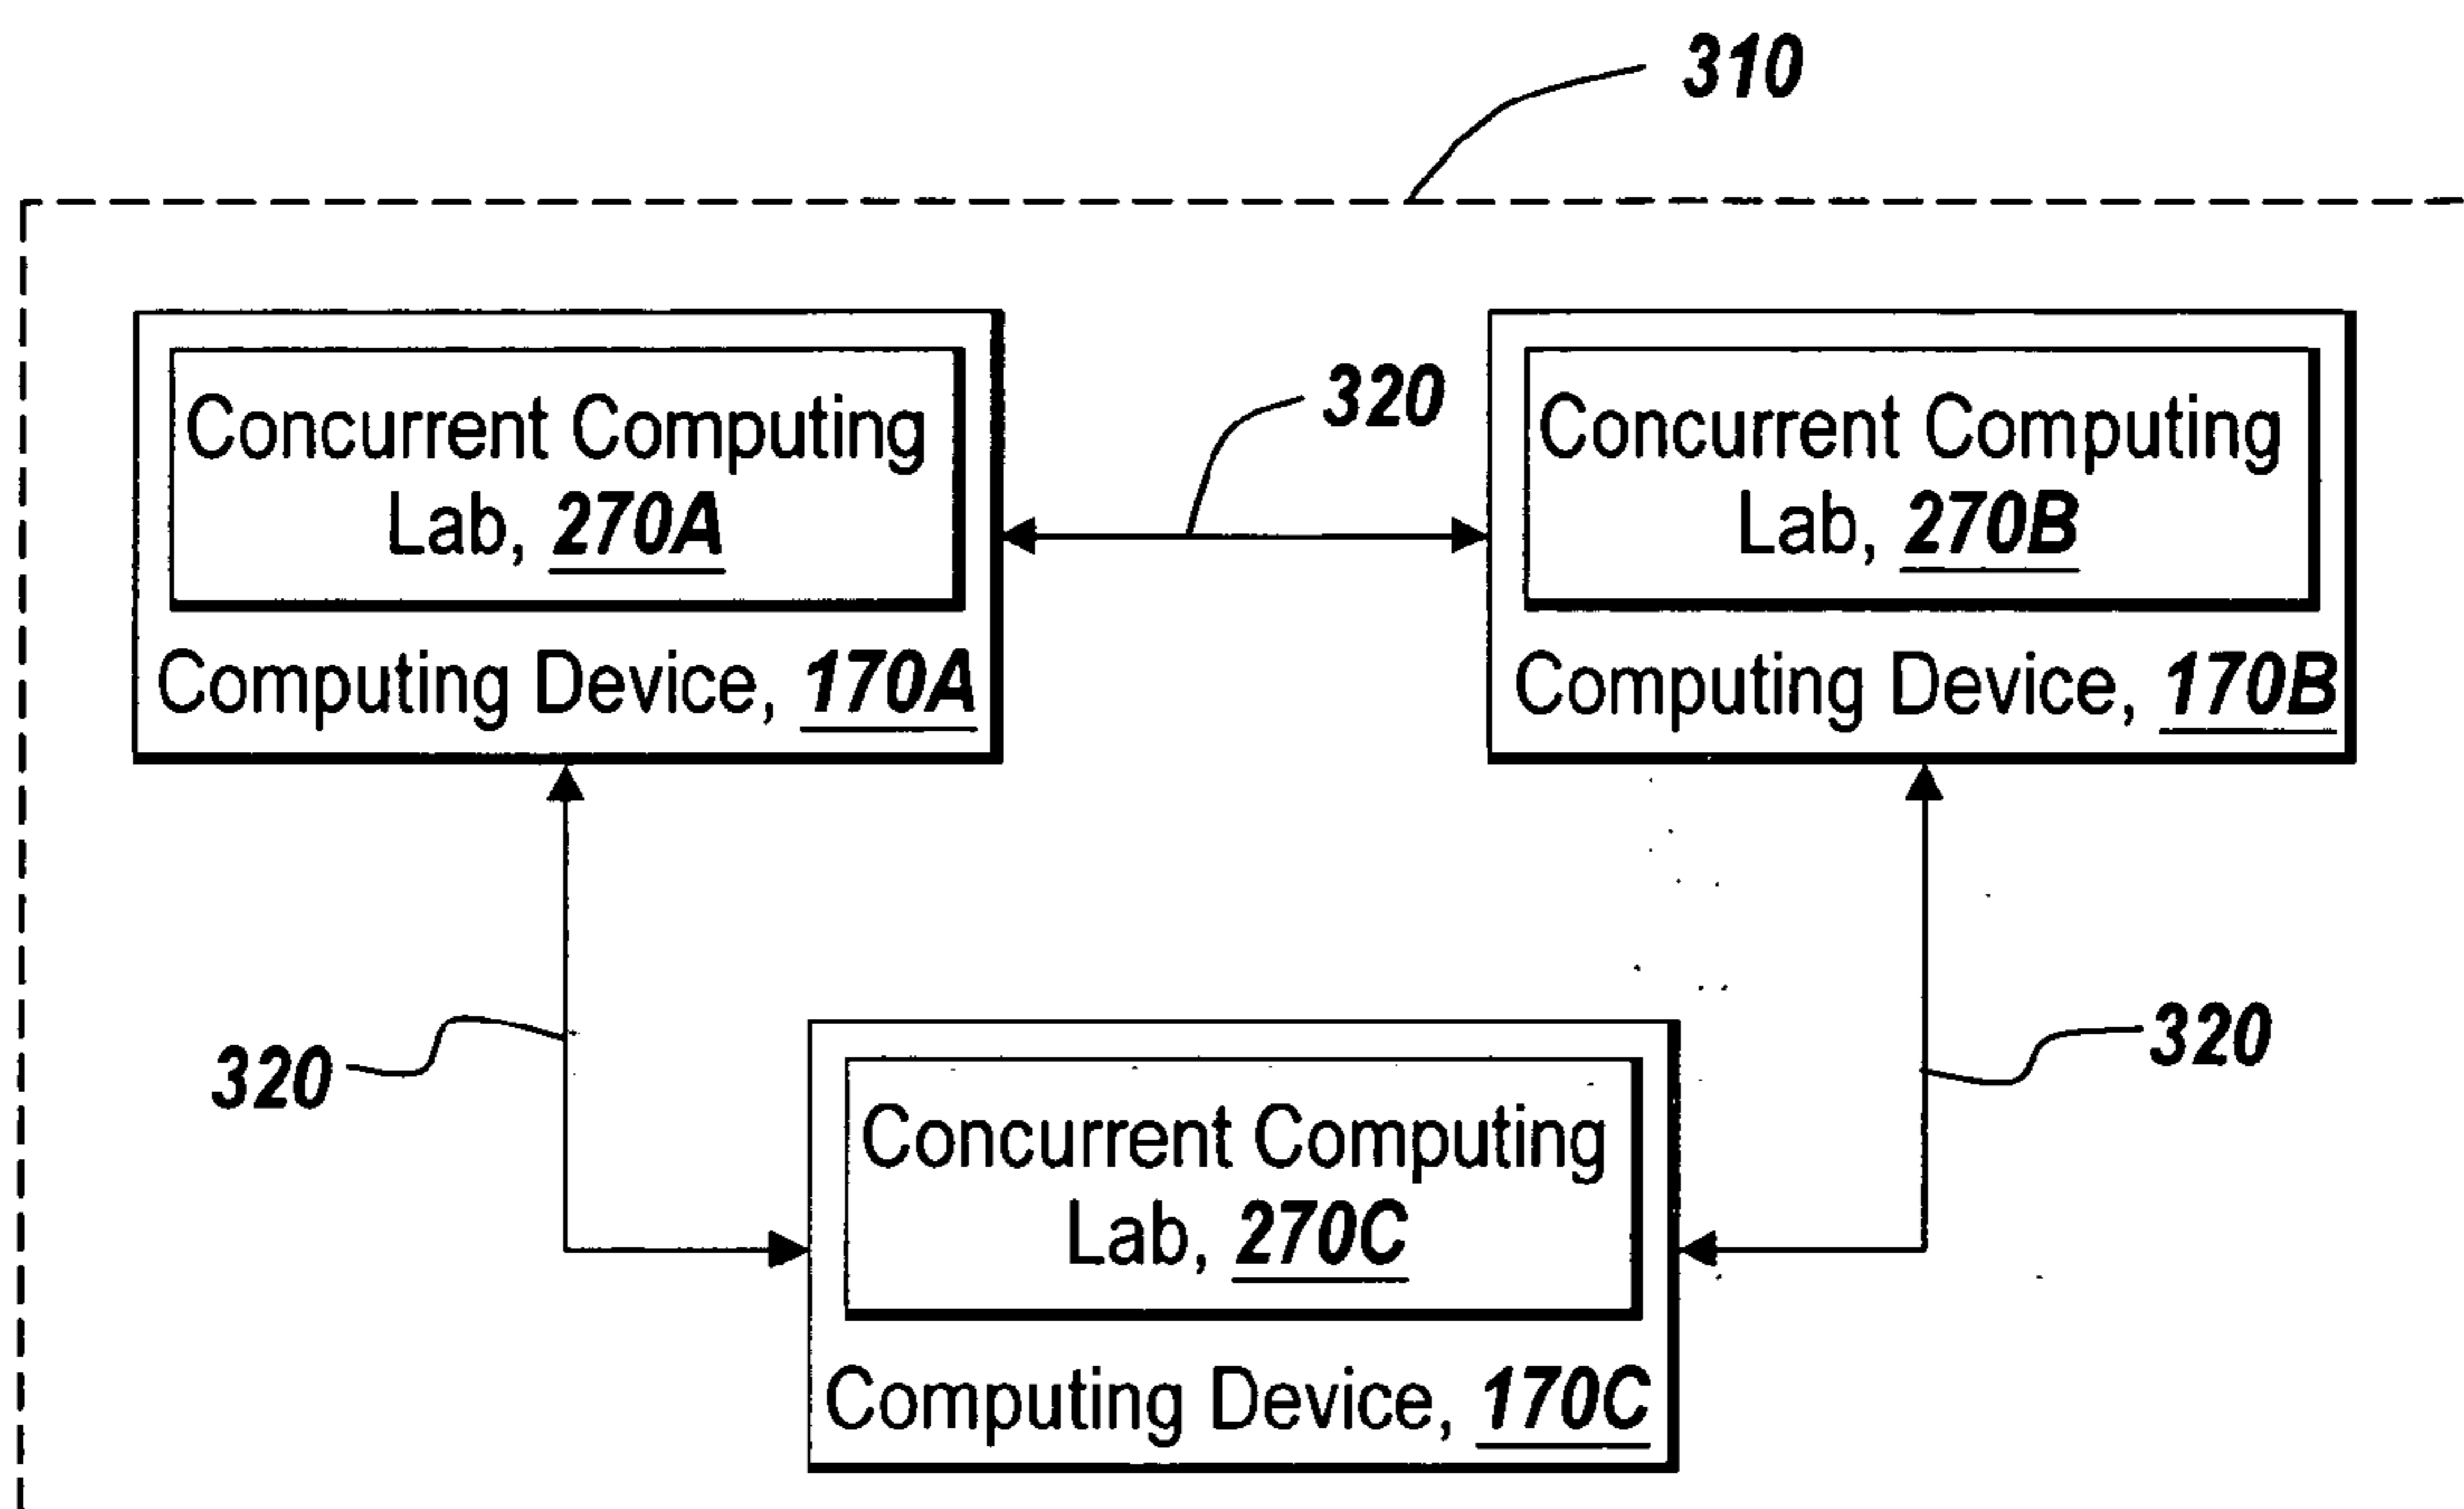 310
Concurrent Computing
Lab, 270A
Computing Device, 170A
320
Concurrent Computing
Lab, 270B
Computing Device, 170B
320
320
Concurrent Computing
Lab, 270C
Computing Device, 170C